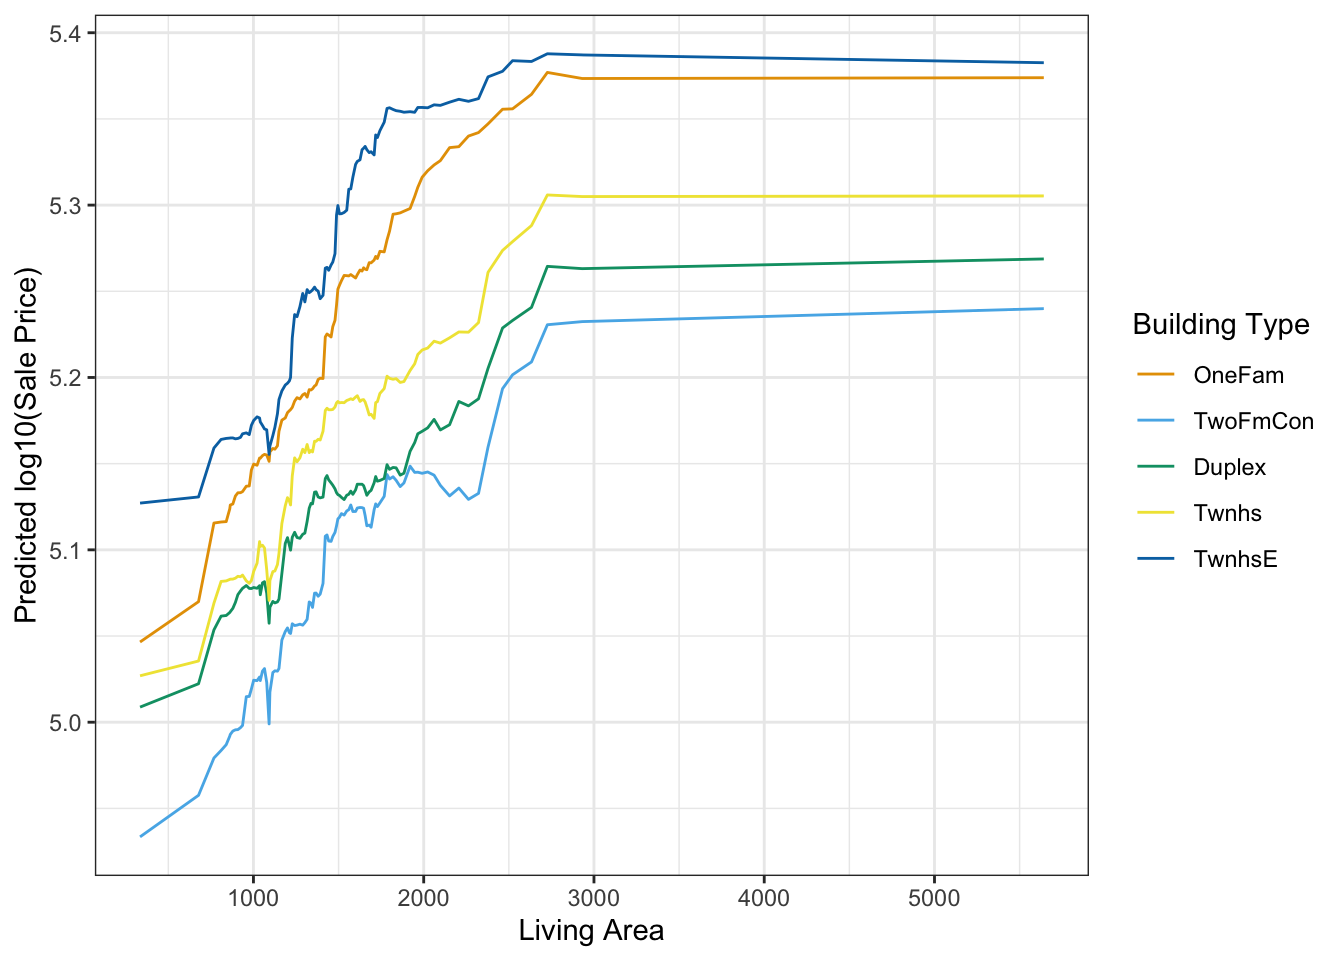 5.4
5.3
5.2
5.1
5.0
Predicted log10(Sale Price)
1000 2000 3000 4000 5000
Living Area
Building Type
OneFam
TwoFmCon
Duplex
Twnhs
TwnhsE